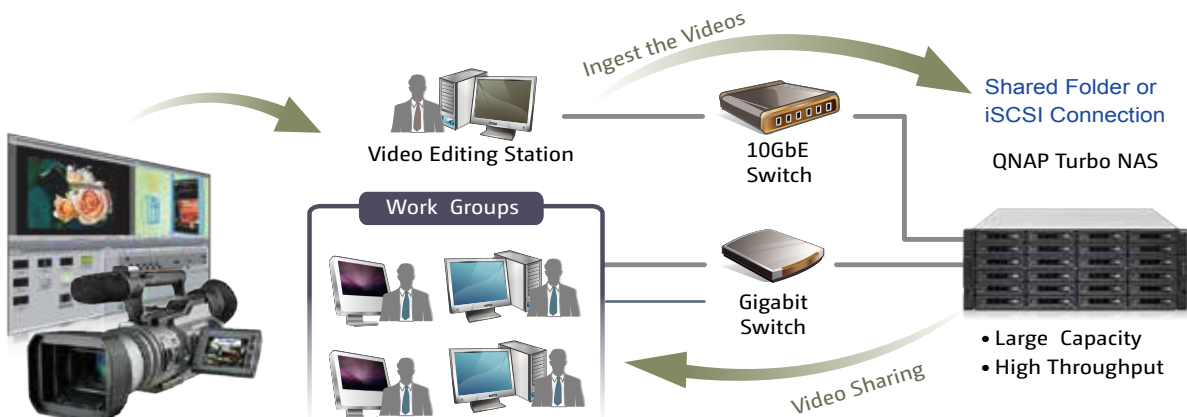 Ingest the Videos
Shared Folder or
iSCSI Connection
Video Editing Station
10GbE
Switch
QNAP Turbo NAS
Work Groups
Gigabit
Switch
• Large Capacity
• High Throughput
Video Sharing